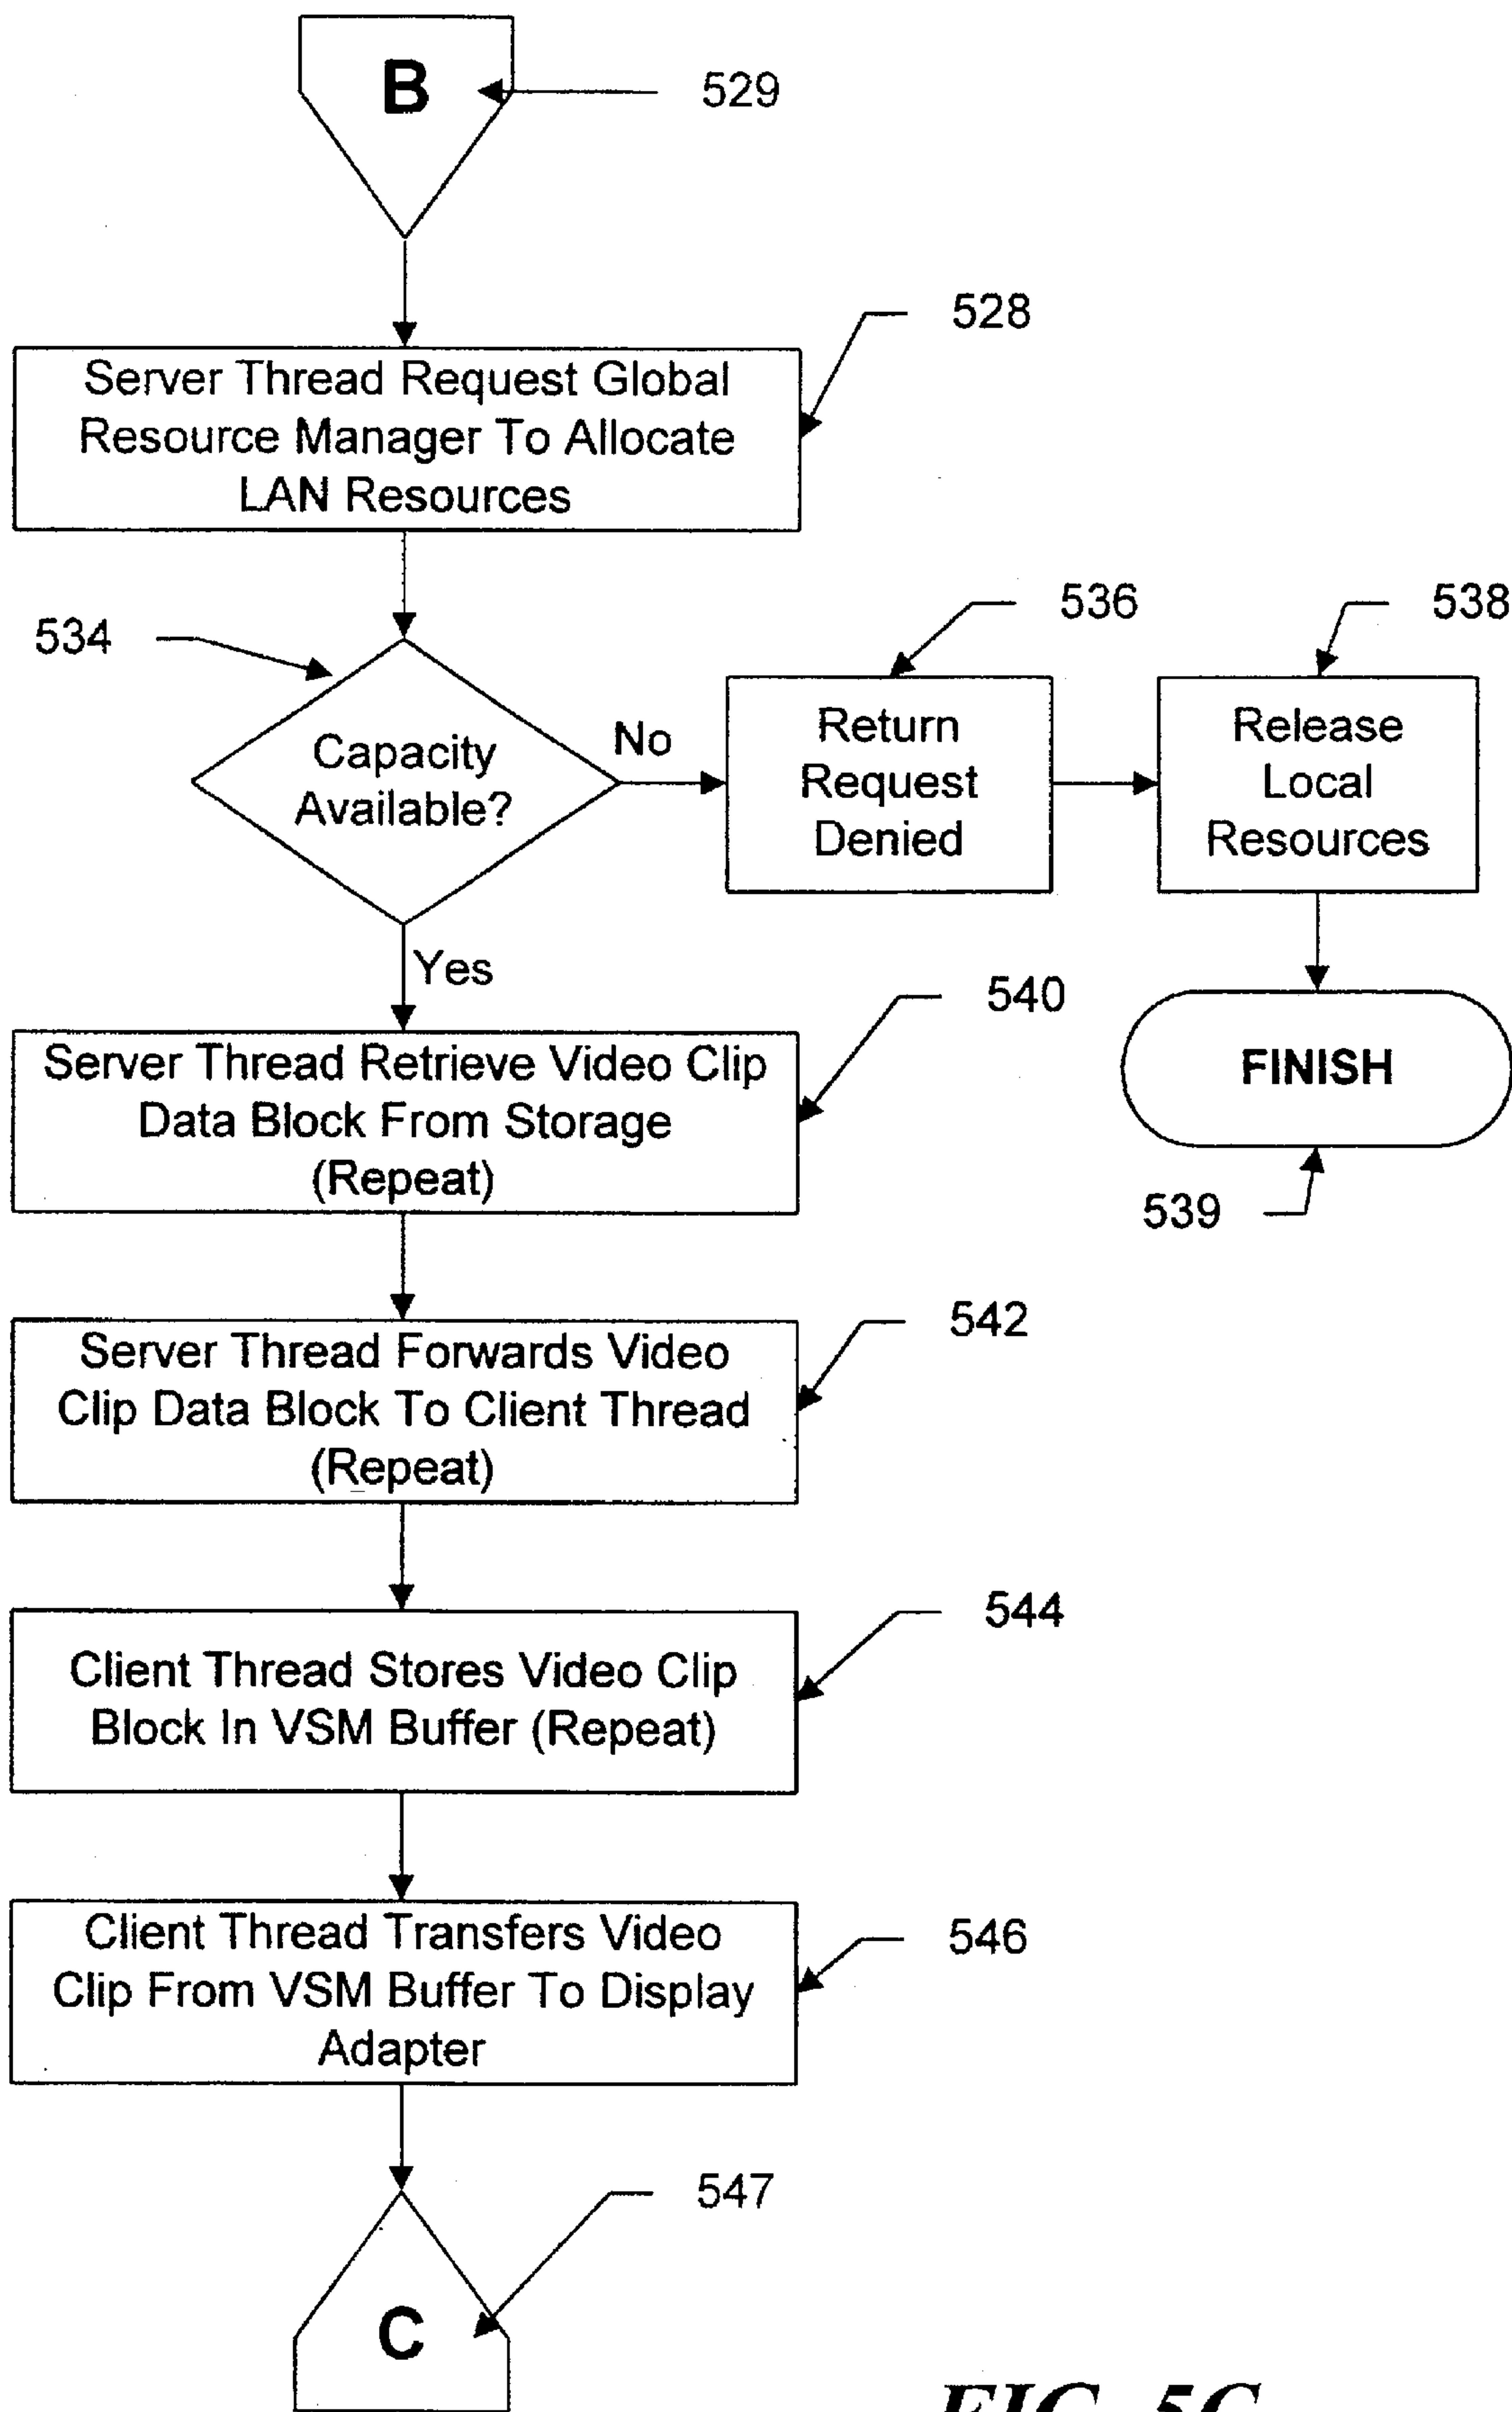 B
529
528
Server Thread Request Global
Resource Manager To Allocate
LAN Resources
534
Capacity
Available?
No
536
Return
Request
Denied
538
Release
Local
Resources
Yes
540
Server Thread Retrieve Video Clip
Data Block From Storage
(Repeat)
FINISH
539
542
Server Thread Forwards Video
Clip Data Block To Client Thread
(Repeat)
544
Client Thread Stores Video Clip
Block In VSM Buffer (Repeat)
546
Client Thread Transfers Video
Clip From VSM Buffer To Display
Adapter
547
C
FIG. 5C